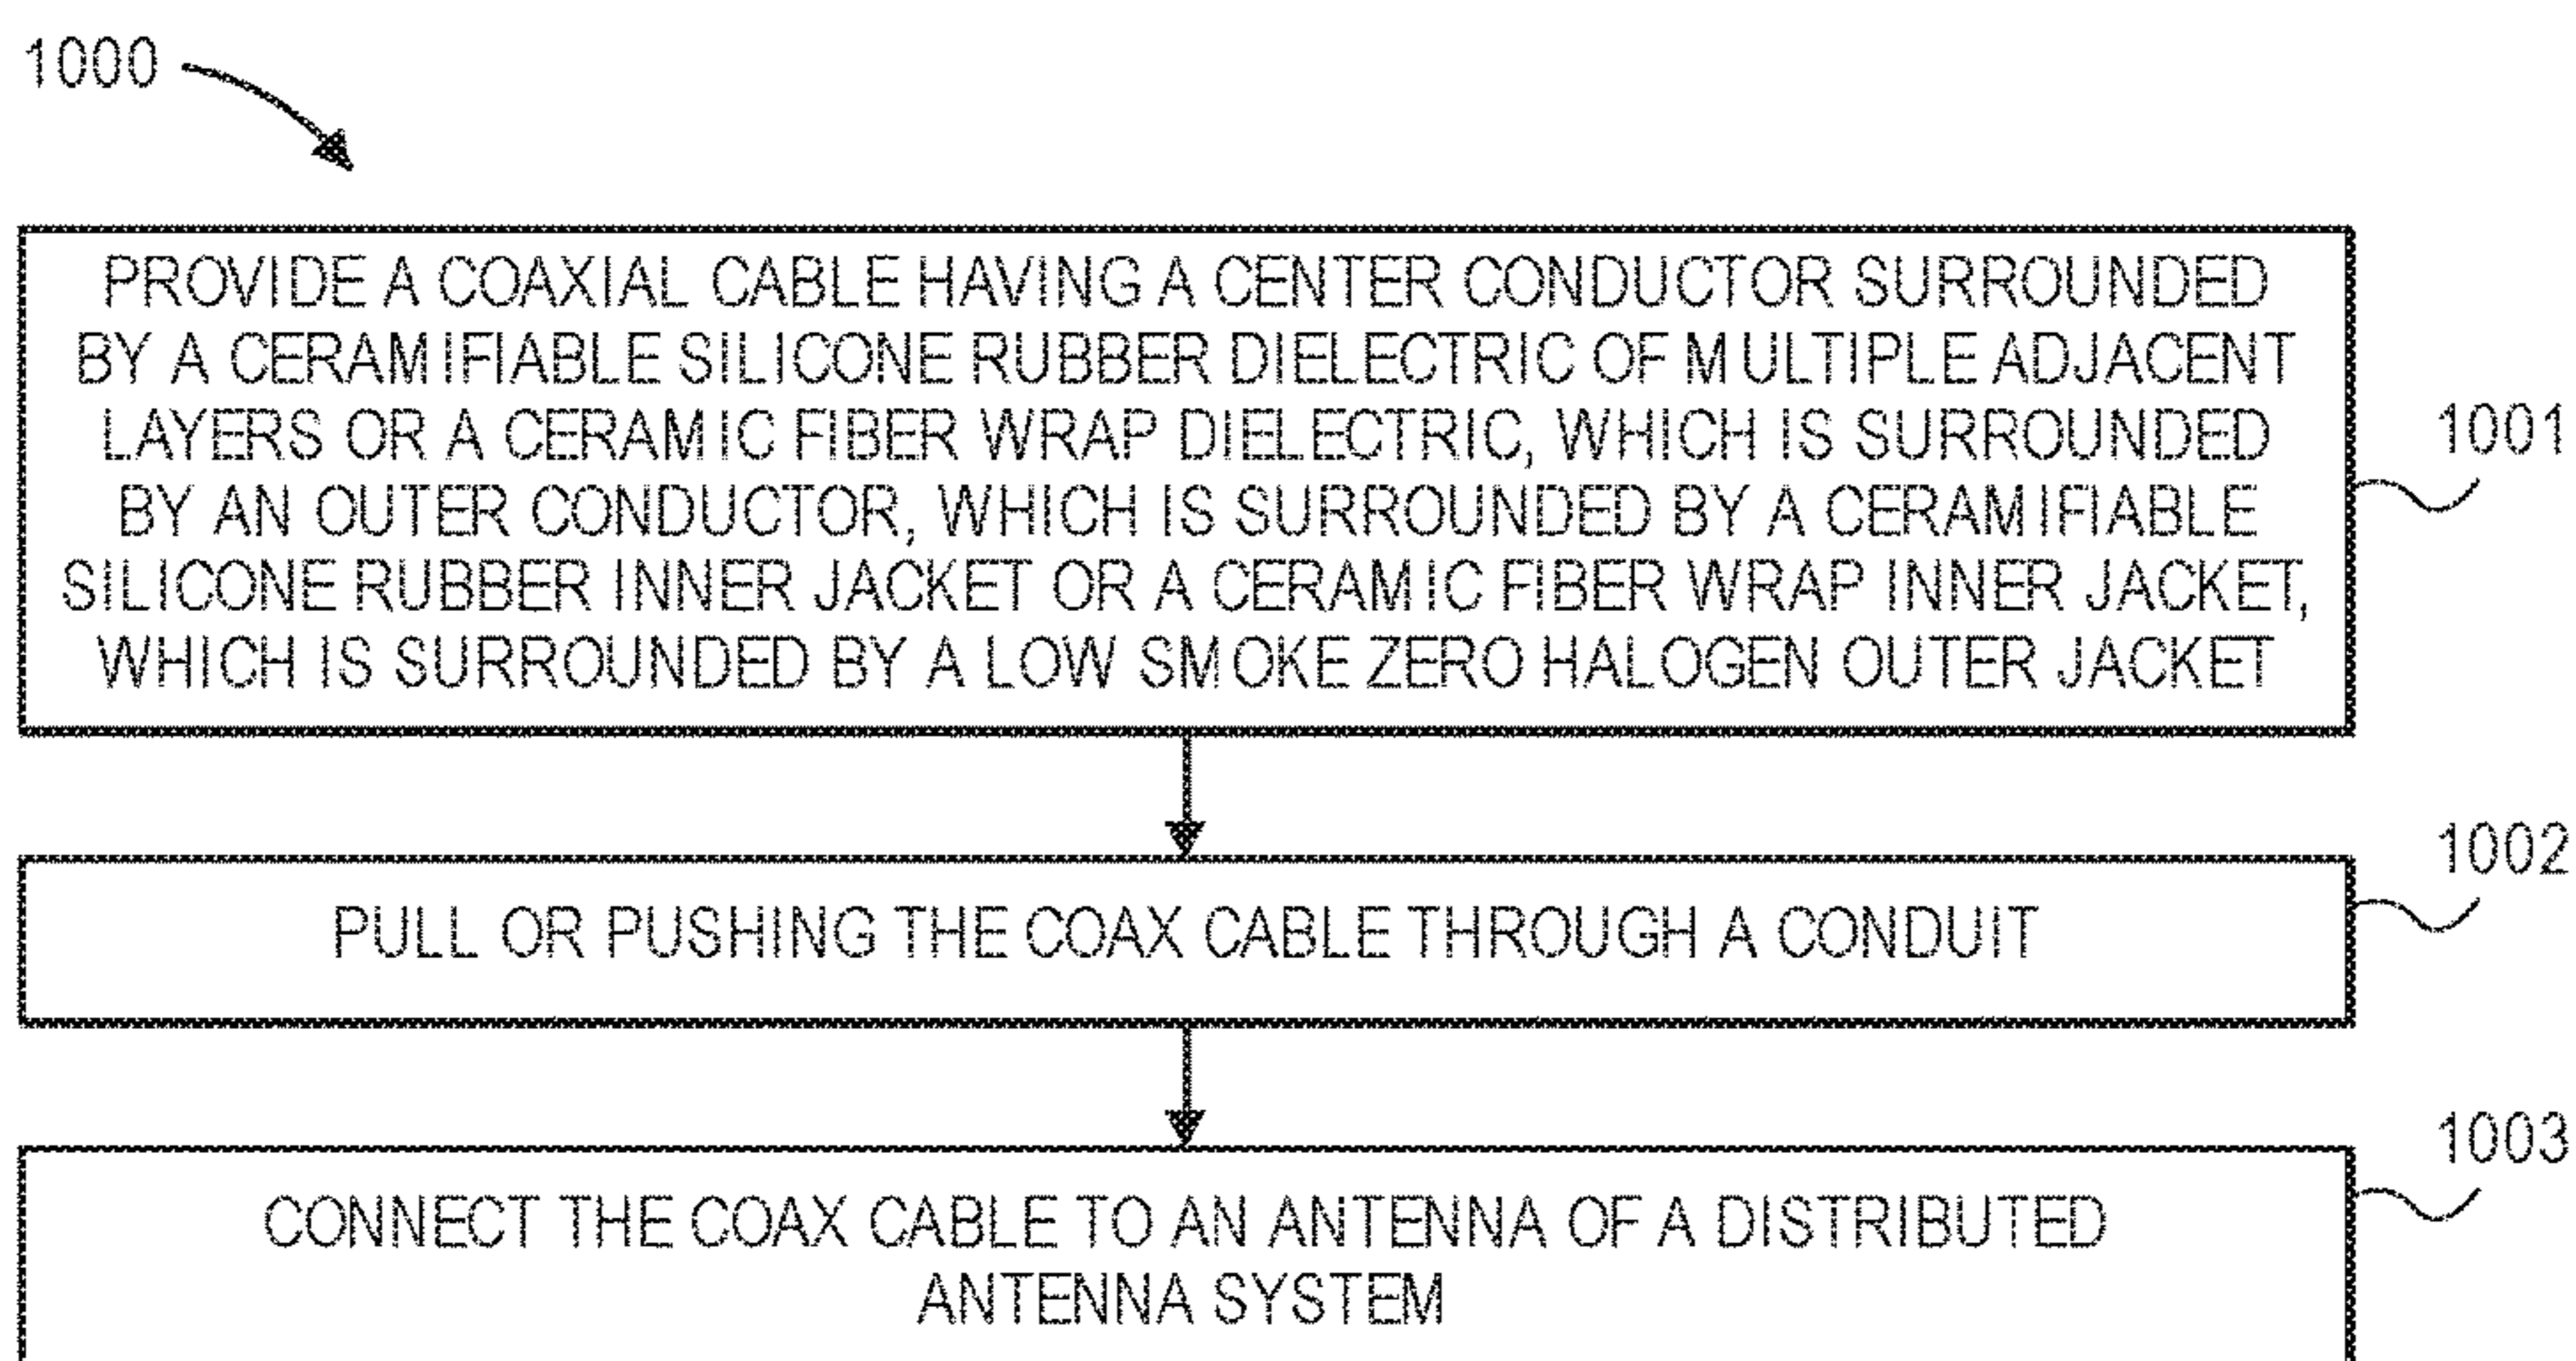 1000
PROVIDE A COAXIAL CABLE HAVING A CENTER CONDUCTOR SURROUNDED
BY A CERAMIFIABLE SILICONE RUBBER DIELECTRIC OF MULTIPLE ADJACENT
LAYERS OR A CERAMIC FIBER WRAP DIELECTRIC, WHICH IS SURROUNDED
BY AN OUTER CONDUCTOR, WHICH IS SURROUNDED BY A CERAMIFIABLE
SILICONE RUBBER INNER JACKET OR A CERAMIC FIBER WRAP INNER JACKET,
WHICH IS SURROUNDED BY A LOW SMOKE ZERO HALOGEN OUTER JACKET
1001
PULL OR PUSHING THE COAX CABLE THROUGH A CONDUIT
1002
CONNECT THE COAX CABLE TO AN ANTENNA OF A DISTRIBUTED
ANTENNA SYSTEM
1003